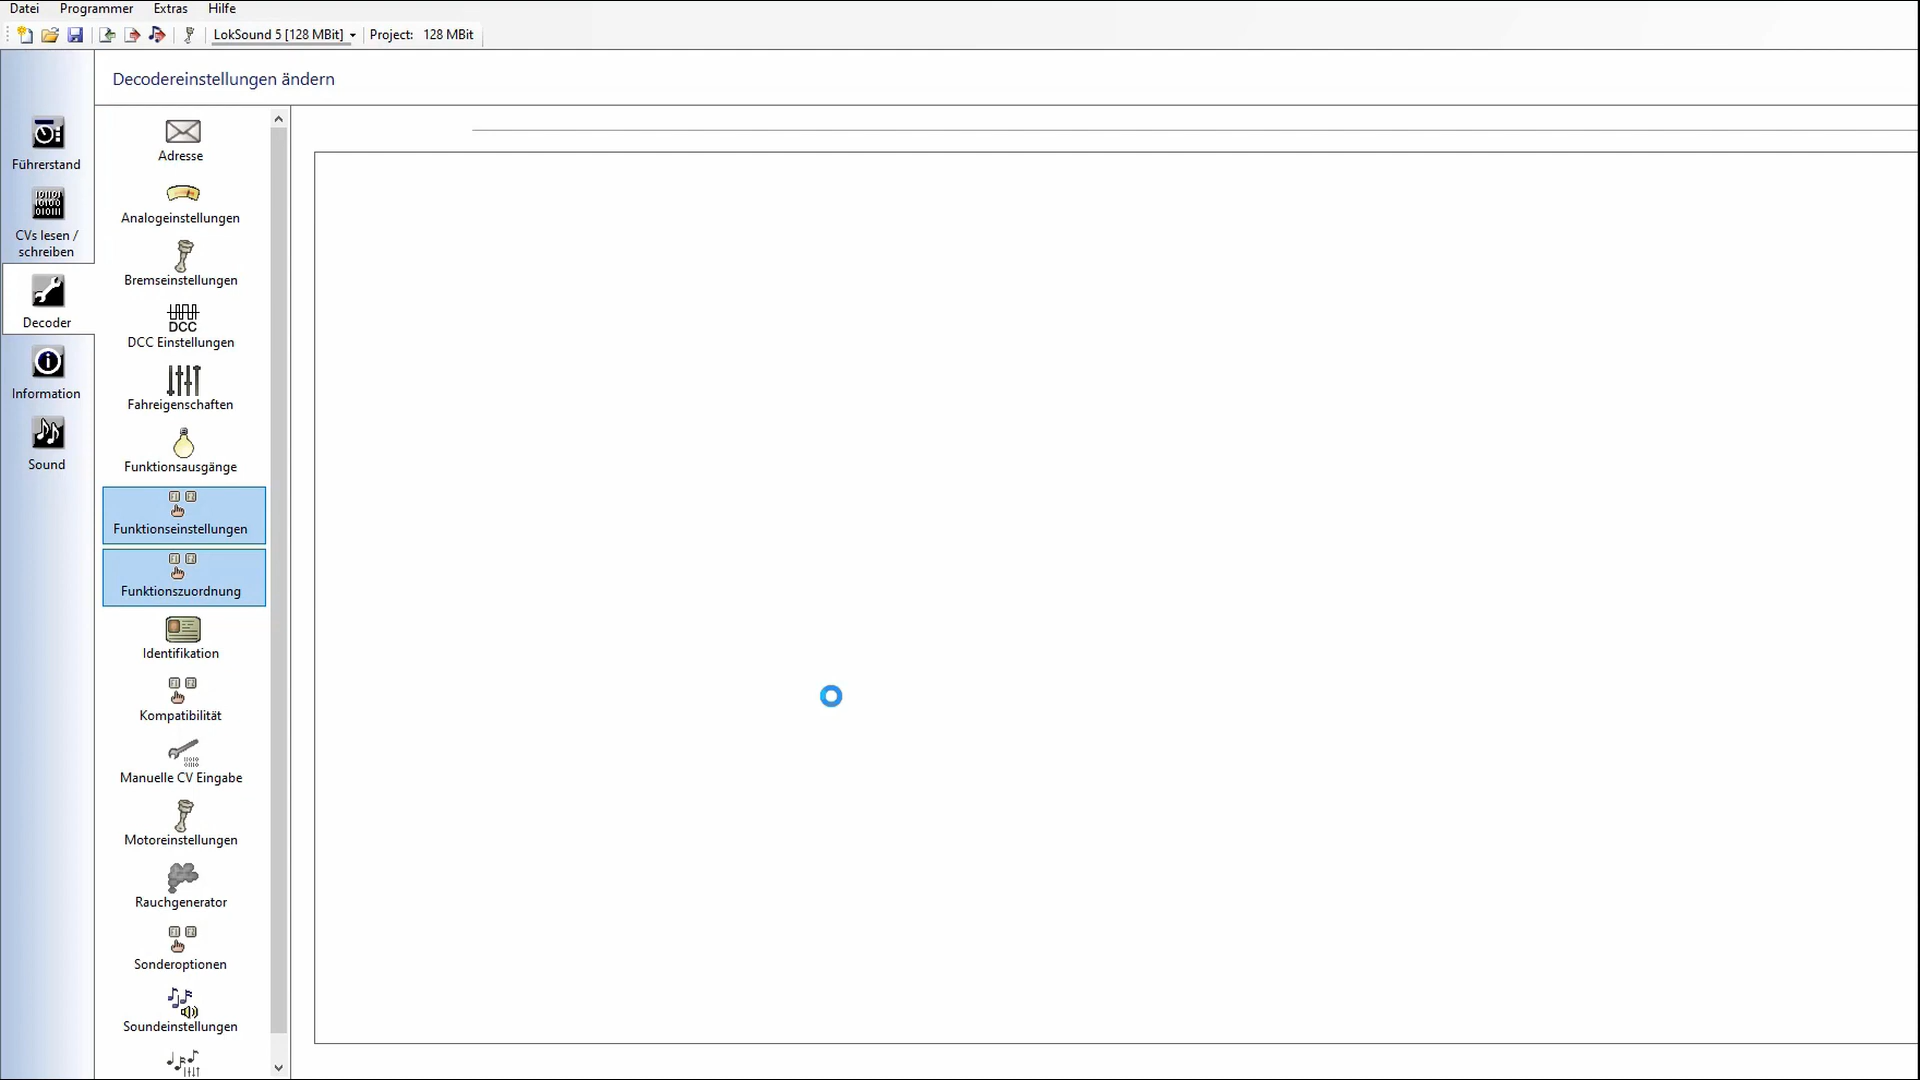 Datei Programmer Extras Hilfe
LokSound 5 [128 MBit] Project: 128 MBit
Decodereinstellungen ändern
Führerstand
CVs lesen /
schreiben
Decoder
Information
Sound
Adresse
Analogeinstellungen
Bremseinstellungen
DCC
DCC Einstellungen
Fahreigenschaften
Funktionsausgänge
Funktionseinstellungen
Funktionszuordnung
Identifikation
Kompatibilität
Manuelle CV Eingabe
Motoreinstellungen
Rauchgenerator
Sonderoptionen
Soundeinstellungen